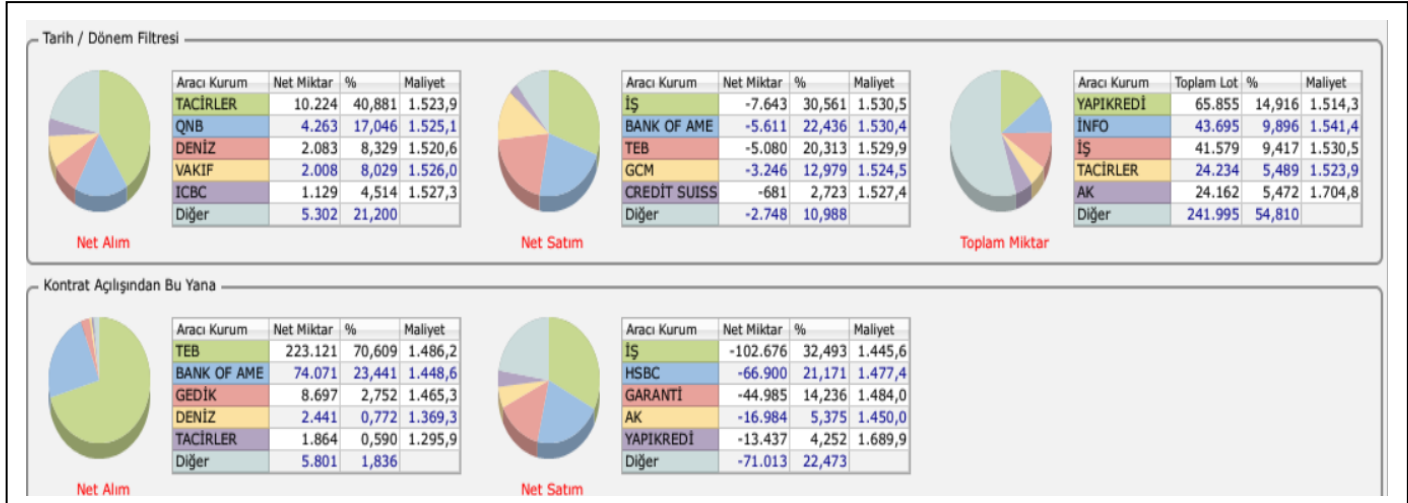 Tarih / Dönem Filtresi
Aracı Kurum Net Miktar % Maliyet
TACİRLER 10.224 40,881 1.523,9
QNB 4.263 17,046 1.525,1
DENİZ 2.083 8,329 1.520,6
VAKIF 2.008 8,029 1.526,0
ICBC 1.129 4,514 1.527,3
Diğer 5.302 21,200
Net Alım
Aracı Kurum Net Miktar % Maliyet
İŞ -7.643 30,561 1.530,5
BANK OF AME -5.611 22,436 1.530,4
TEB -5.080 20,313 1.529,9
GCM -3.246 12,979 1.524,5
CREDİT SUISS -681 2,723 1.527,4
Diğer -2.748 10,988
Net Satım
Aracı Kurum Toplam Lot % Maliyet
YAPIKREDİ 65.855 14,916 1.514,3
İNFO 43.695 9,896 1.541,4
İŞ 41.579 9,417 1.530,5
TACİRLER 24.234 5,489 1.523,9
AK 24.162 5,472 1.704,8
Diğer 241.995 54,810
Toplam Miktar
Kontrat Açılışından Bu Yana
Aracı Kurum Net Miktar % Maliyet
TEB 223.121 70,609 1.486,2
BANK OF AME 74.071 23,441 1.448,6
GEDİK 8.697 2,752 1.465,3
DENİZ 2.441 0,772 1.369,3
TACİRLER 1.864 0,590 1.295,9
Diğer 5.801 1,836
Net Alım
Aracı Kurum Net Miktar % Maliyet
İŞ -102.676 32,493 1.445,6
HSBC -66.900 21,171 1.477,4
GARANTİ -44.985 14,236 1.484,0
AK -16.984 5,375 1.450,0
YAPIKREDİ -13.437 4,252 1.689,9
Diğer -71.013 22,473
Net Satım